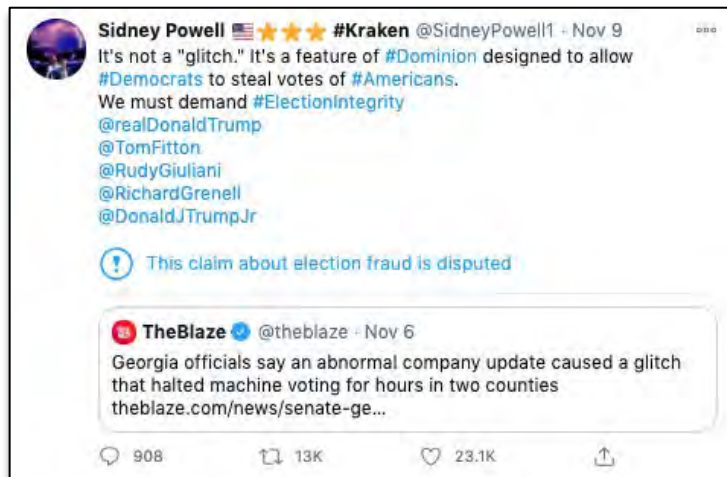 Sidney Powell 🇺🇸⭐⭐⭐ #Kraken @SidneyPowell1 · Nov 9
It's not a "glitch." It's a feature of #Dominion designed to allow
#Democrats to steal votes of #Americans.
We must demand #ElectionIntegrity
@realDonaldTrump
@TomFitton
@RudyGiuliani
@RichardGrenell
@DonaldJTrumpJr
This claim about election fraud is disputed
TheBlaze @theblaze · Nov 6
Georgia officials say an abnormal company update caused a glitch
that halted machine voting for hours in two counties
theblaze.com/news/senate-ge...
908 13K 23.1K